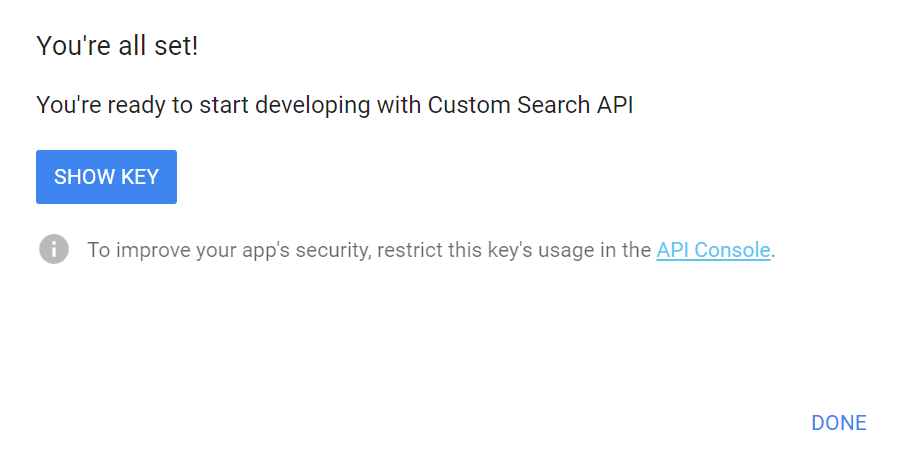 You're all set!
You're ready to start developing with Custom Search API
SHOW KEY
To improve your app's security, restrict this key's usage in the API Console.
DONE